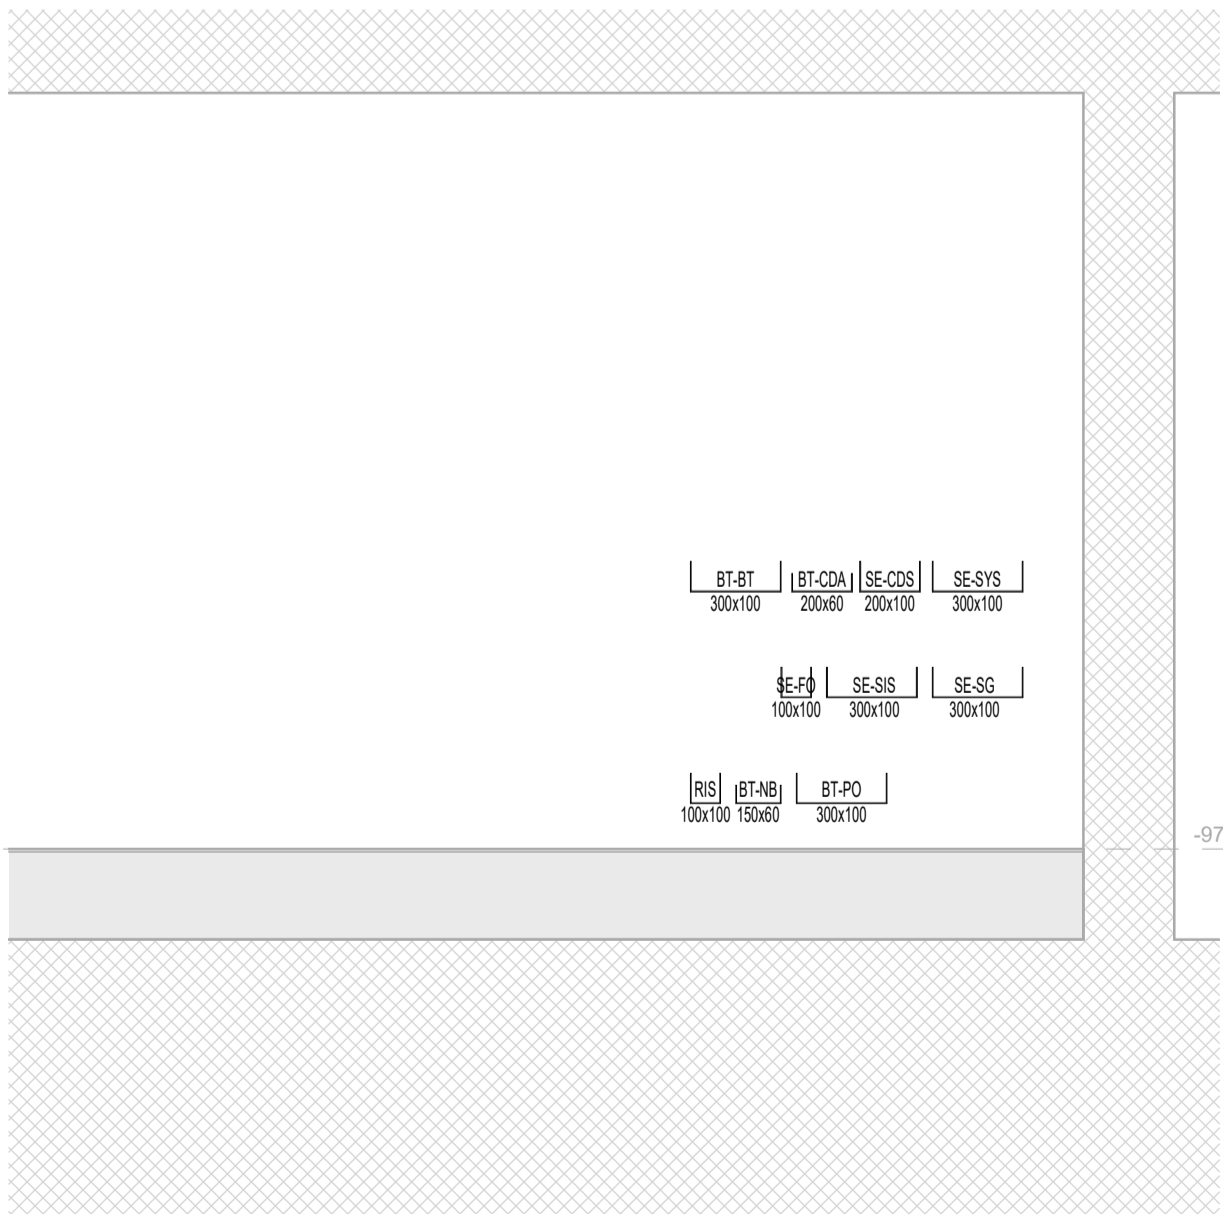 BT-BT BT-CDA SE-CDS SE-SYS
300x100 200x60 200x100 300x100
SE-FO SE-SIS SE-SG
100x100 300x100 300x100
RIS BT-NB BT-PO
100x100 150x60 300x100
-97